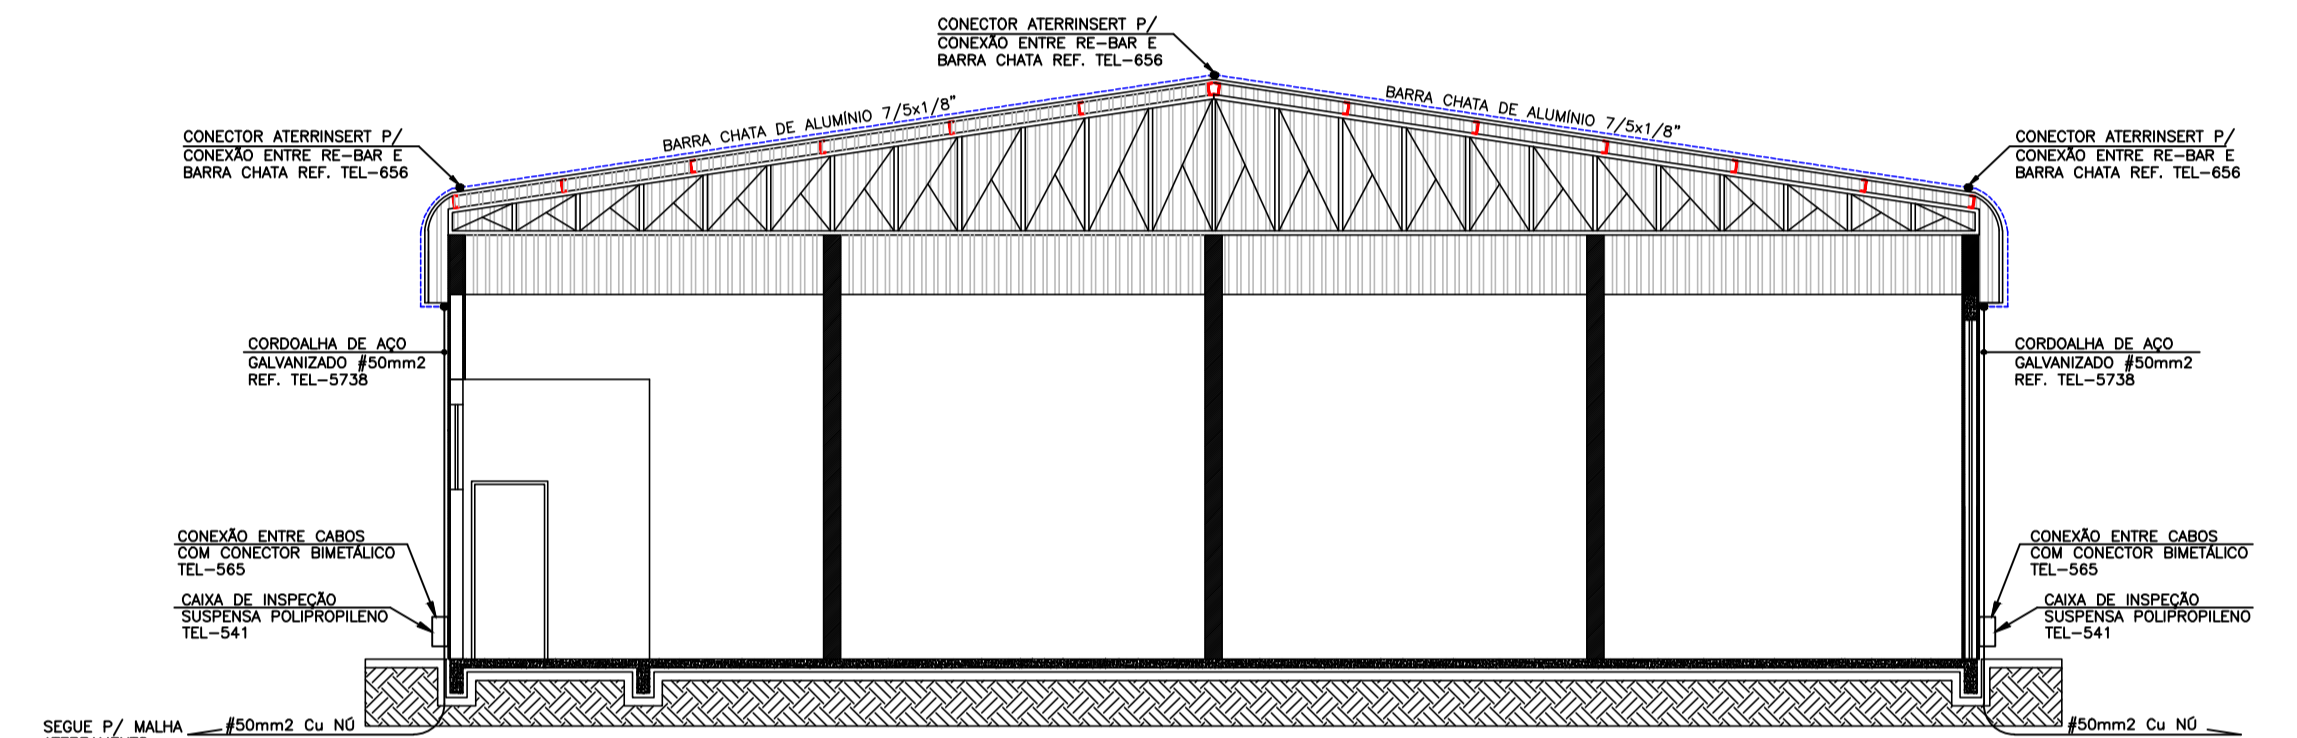 CONECTOR ATERRINSERT P/
CONEXÃO ENTRE RE-BAR E
BARRA CHATA REF. TEL-656
BARRA CHATA DE ALUMÍNIO 7/5x1/8"
BARRA CHATA DE ALUMÍNIO 7/5x1/8"
CONECTOR ATERRINSERT P/
CONEXÃO ENTRE RE-BAR E
BARRA CHATA REF. TEL-656
CONECTOR ATERRINSERT P/
CONEXÃO ENTRE RE-BAR E
BARRA CHATA REF. TEL-656
CORDOALHA DE AÇO
GALVANIZADO #50mm2
REF. TEL-5738
CORDOALHA DE AÇO
GALVANIZADO #50mm2
REF. TEL-5738
CONEXÃO ENTRE CABOS
COM CONECTOR BIMETÁLICO
TEL-565
CONEXÃO ENTRE CABOS
COM CONECTOR BIMETÁLICO
TEL-565
CAIXA DE INSPEÇÃO
SUSPENSA POLIPROPILENO
TEL-541
CAIXA DE INSPEÇÃO
SUSPENSA POLIPROPILENO
TEL-541
SEGUE P/ MALHA
#50mm2 Cu NÚ
#50mm2 Cu NÚ